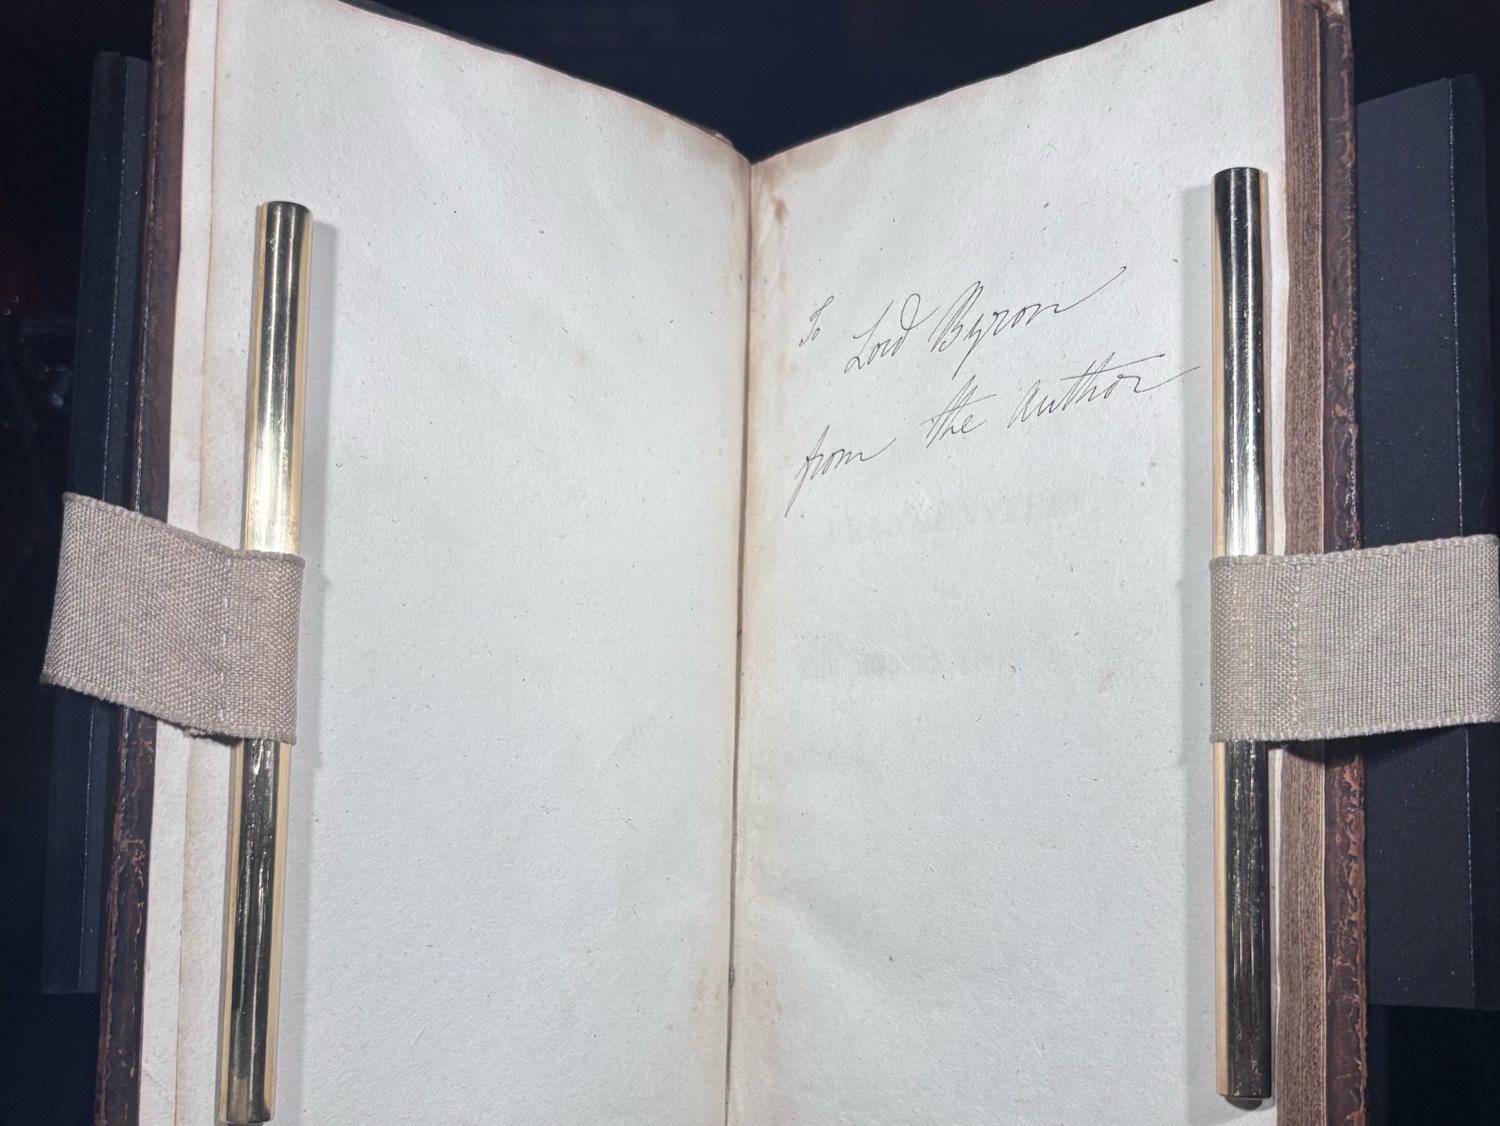 To Lord Byron
from the author